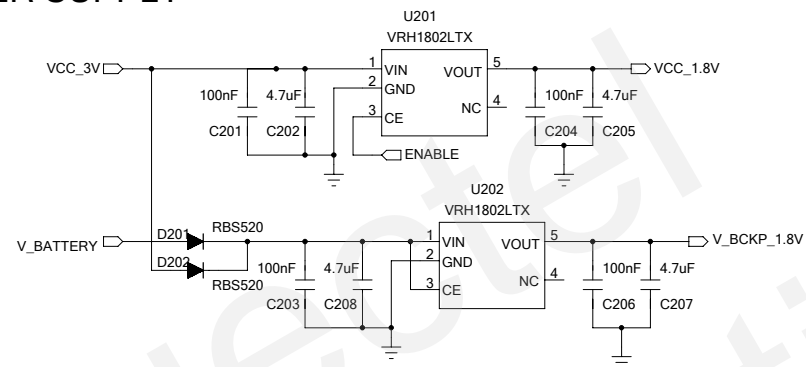 U201
VRH1802LTX
VCC_3V
1 VIN VOUT 5
VCC_1.8V
2 GND
100nF 4.7uF
3 CE
NC 4
100nF 4.7uF
C201 C202
C204 C205
ENABLE
U202
VRH1802LTX
D201 RBS520
V_BATTERY
1 VIN VOUT 5
V_BCKP_1.8V
D202 RBS520
2 GND
100nF 4.7uF
3 CE
NC 4
100nF 4.7uF
C203 C208
C206 C207